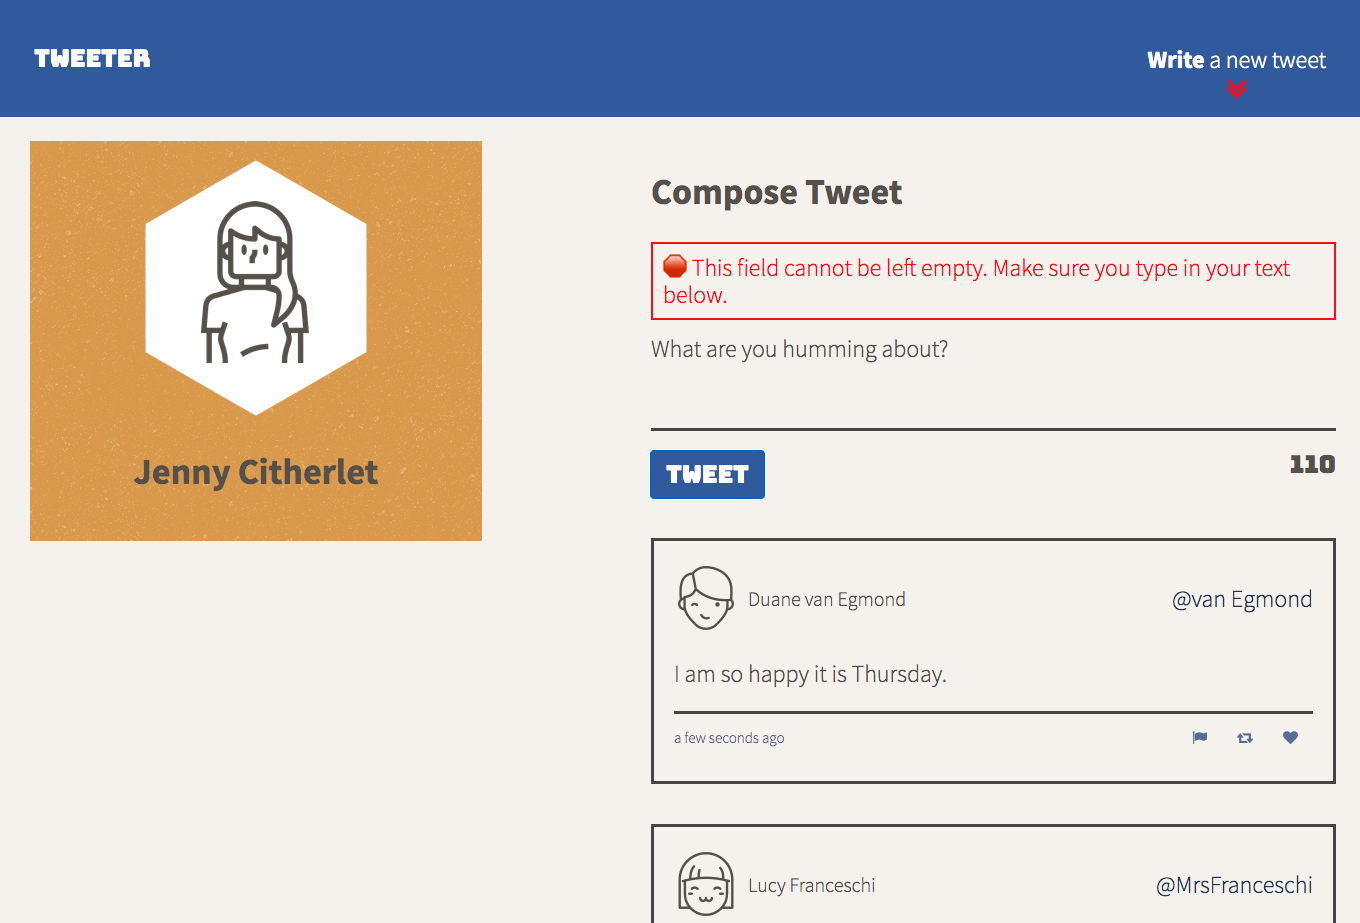 TWEETER
Write a new tweet
Jenny Citherlet
Compose Tweet
🛑 This field cannot be left empty. Make sure you type in your text
below.
What are you humming about?
TWEET
110
Duane van Egmond
@van Egmond
I am so happy it is Thursday.
a few seconds ago
Lucy Franceschi
@MrsFranceschi